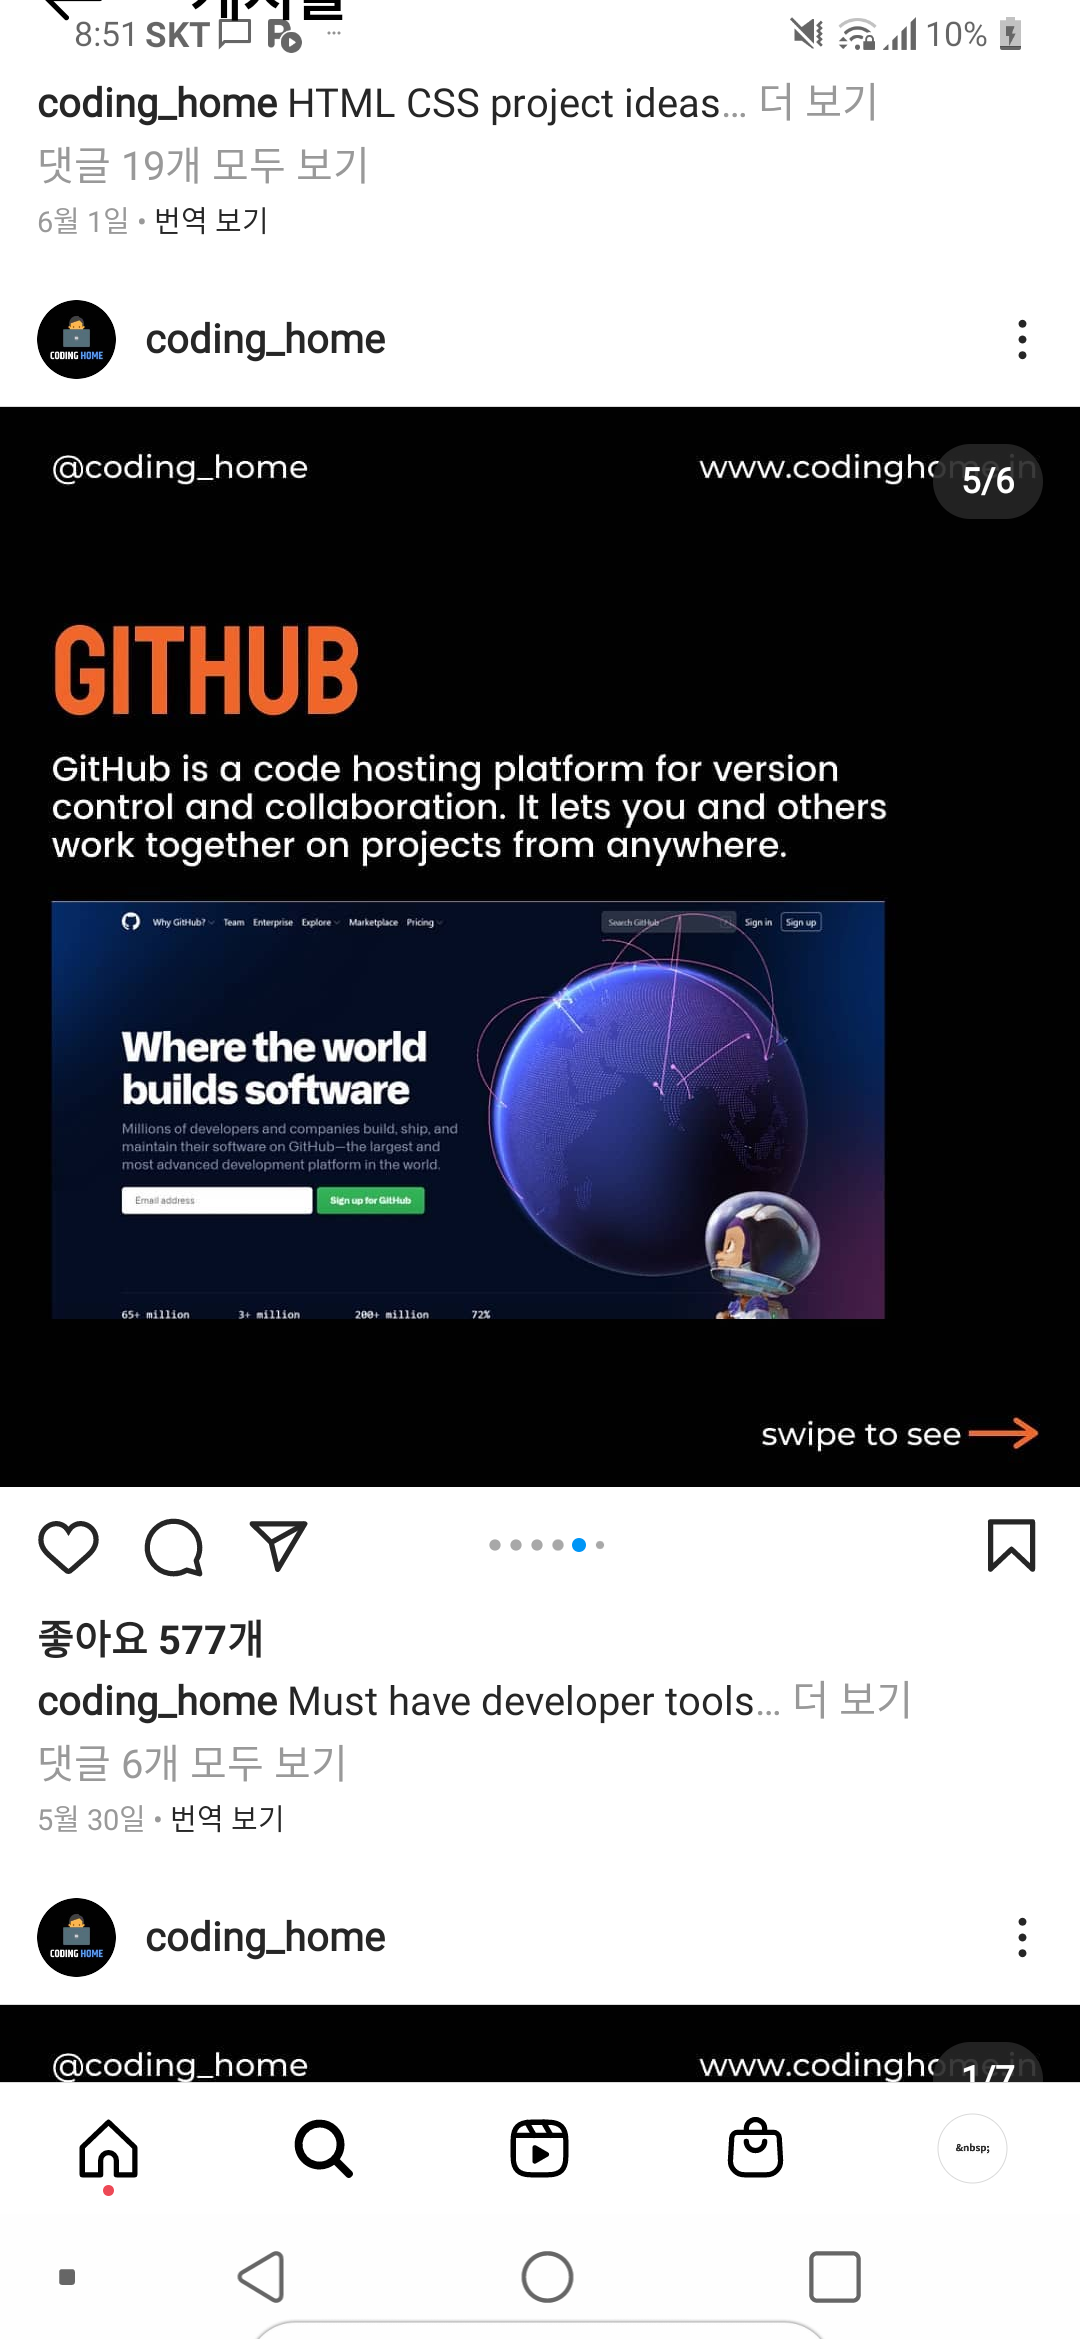 8:51 SKT 10%
coding_home HTML CSS project ideas... 더 보기
댓글 19개 모두 보기
6월 1일 • 번역 보기
CODING HOME
coding_home
@coding_home www.codinghome.in
5/6
GITHUB
GitHub is a code hosting platform for version
control and collaboration. It lets you and others
work together on projects from anywhere.
Why GitHub? Team Enterprise Explore Marketplace Pricing Search GitHub Sign in Sign up
Where the world
builds software
Millions of developers and companies build, ship, and
maintain their software on GitHub—the largest and
most advanced development platform in the world.
Email address Sign up for GitHub
65+ million 3+ million 200+ million 72%
swipe to see
좋아요 577개
coding_home Must have developer tools... 더 보기
댓글 6개 모두 보기
5월 30일 • 번역 보기
CODING HOME
coding_home
@coding_home www.codinghome.in
1/7
&nbsp;